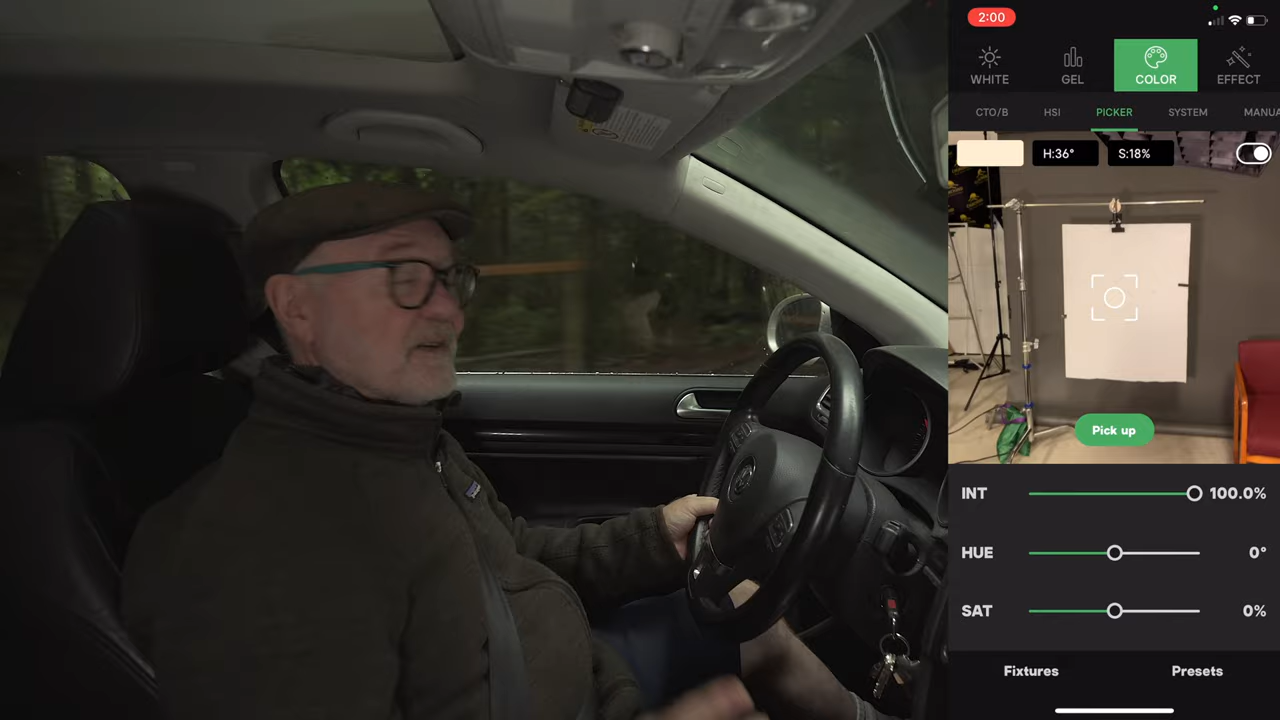 2:00
WHITE
GEL
COLOR
EFFECT
CTO/B
HSI
PICKER
SYSTEM
MANUA
H:36°
S:18%
Pick up
INT
100.0%
HUE
0°
SAT
0%
Fixtures
Presets